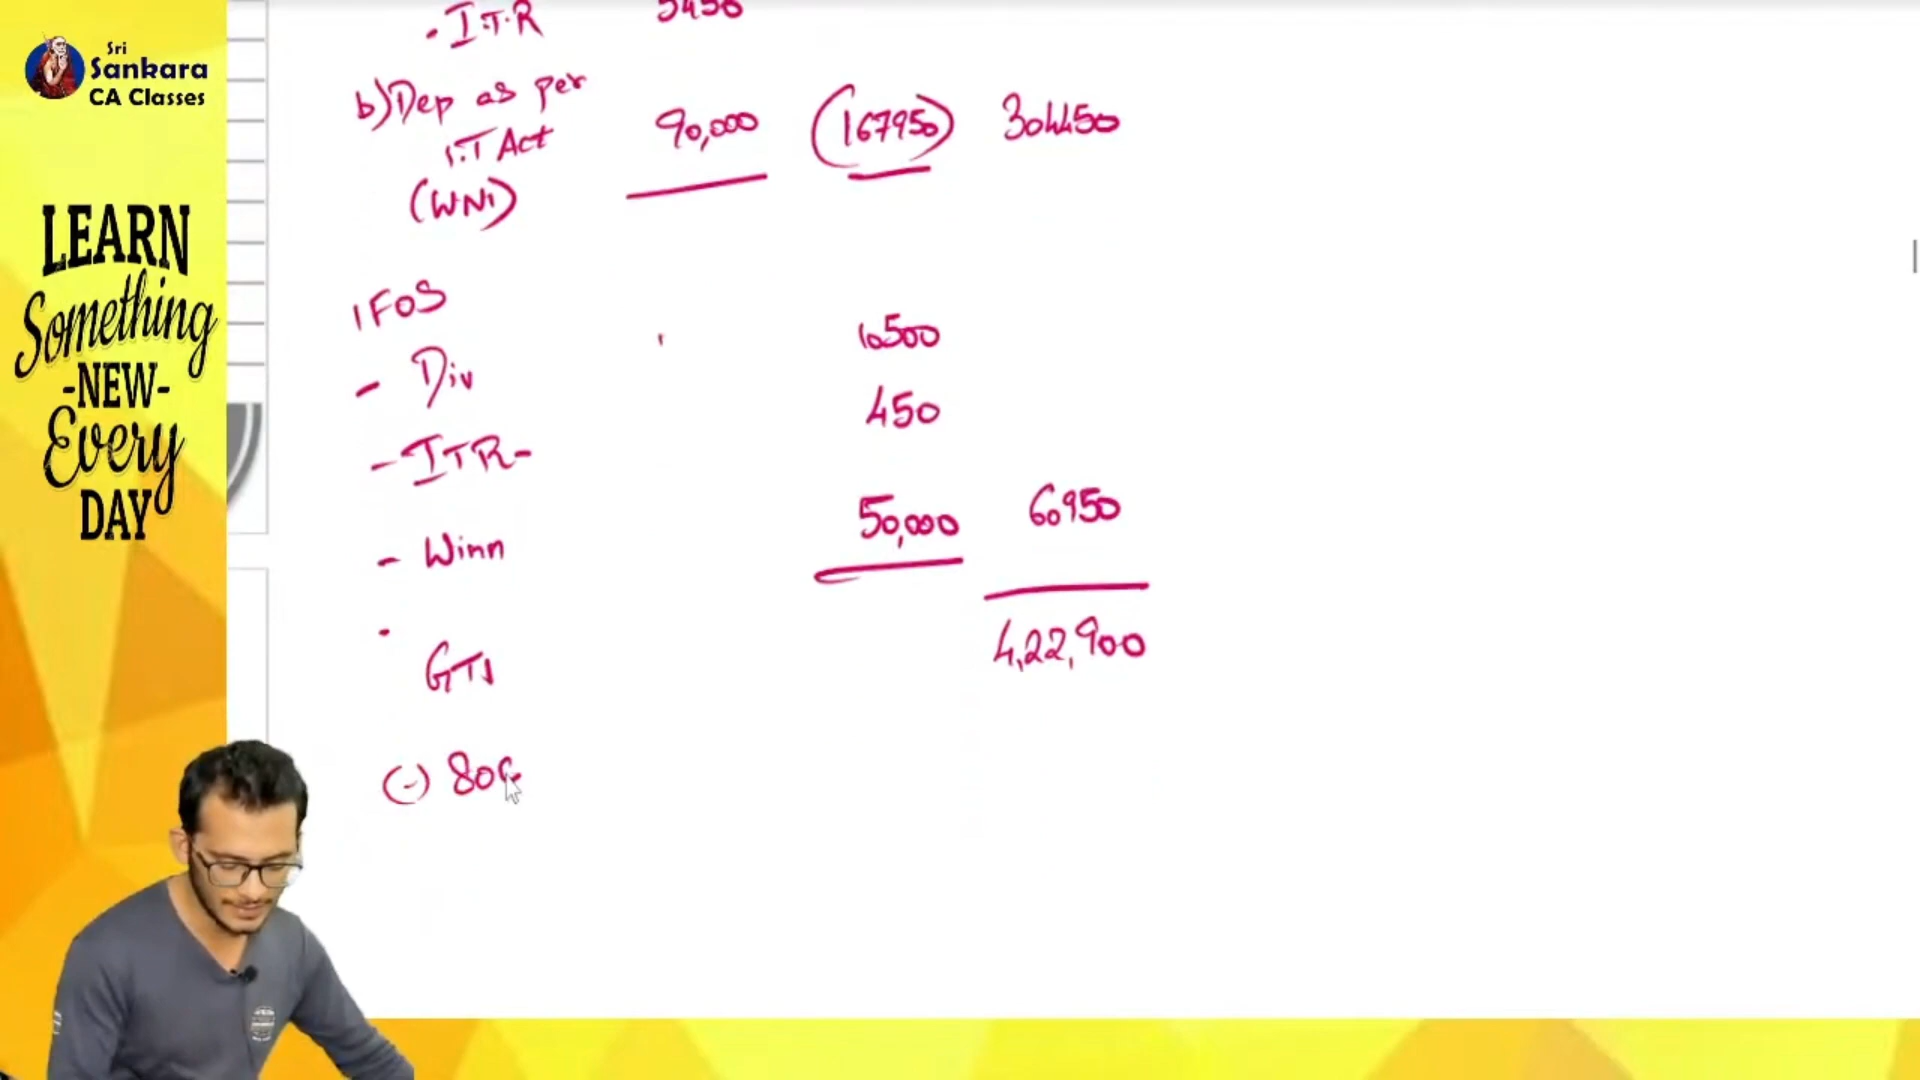 Sri
Sankara
CA Classes
LEARN
Something
-NEW-
Every
DAY
- I.T.R 5450
b) Dep as per
I.T Act 90,000 (167950) 304450
(WN1)
IFOS
- Div 10500
- ITR- 450
- Winn 50,000 60950
GTI 4,22,900
(-) 80C